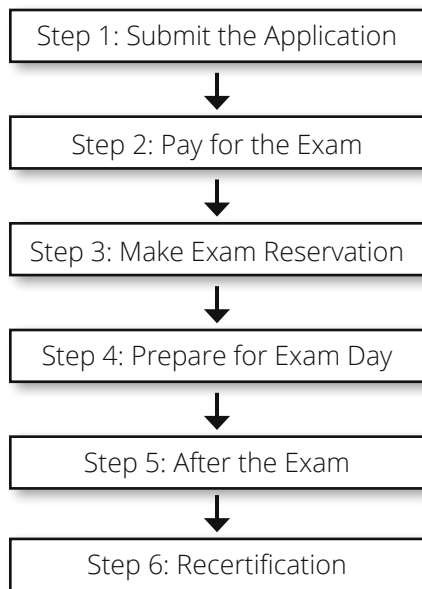 Step 1: Submit the Application
Step 2: Pay for the Exam
Step 3: Make Exam Reservation
Step 4: Prepare for Exam Day
Step 5: After the Exam
Step 6: Recertification